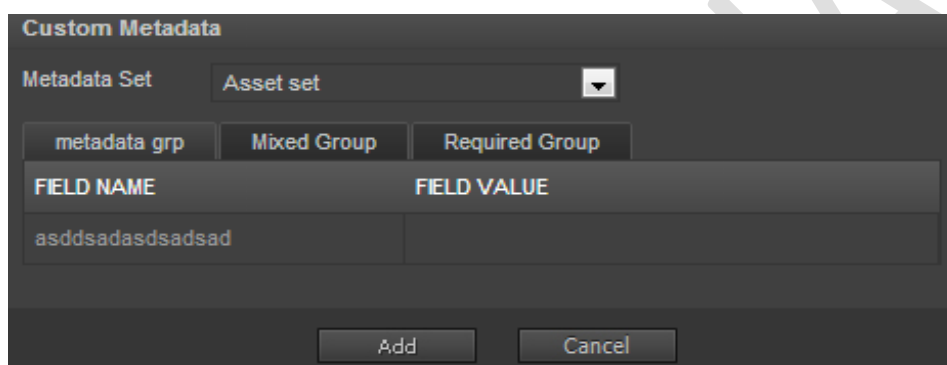 Custom Metadata
Metadata Set Asset set
metadata grp Mixed Group Required Group
FIELD NAME FIELD VALUE
asddsadasdsadsad
Add Cancel